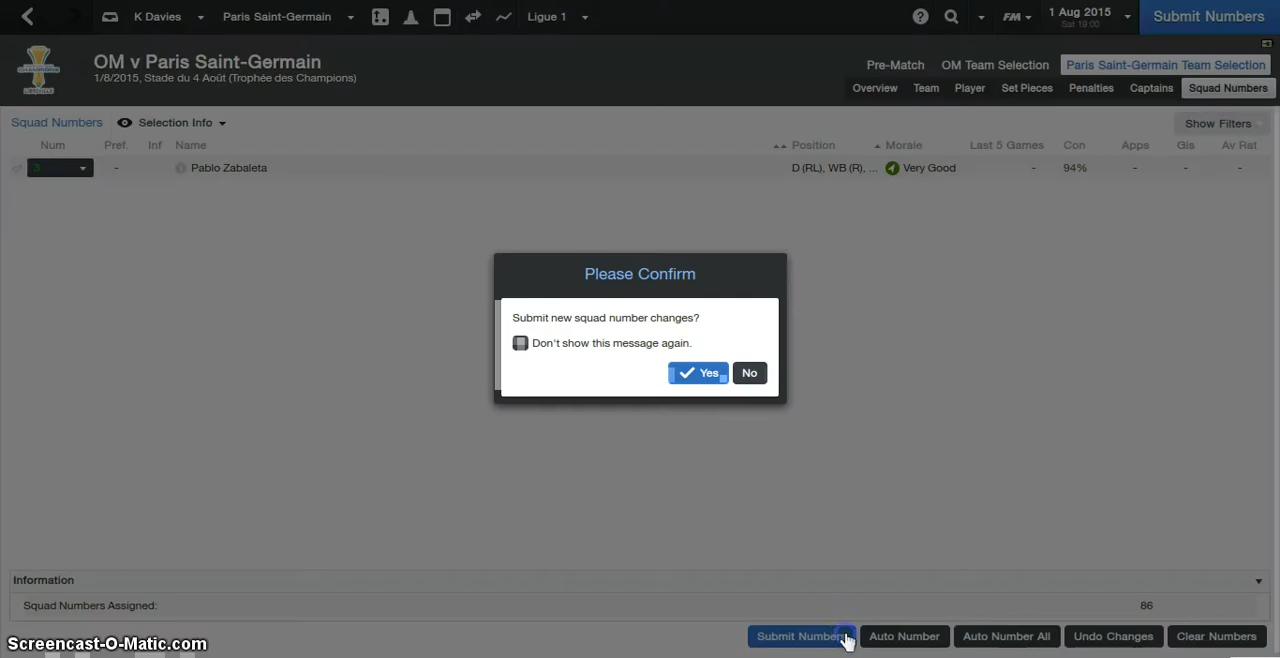 K Davies Paris Saint-Germain Ligue 1 FM 1 Aug 2015 Submit Numbers
Sat 19:00
OM v Paris Saint-Germain
1/8/2015, Stade du 4 Août (Trophée des Champions)
Pre-Match OM Team Selection Paris Saint-Germain Team Selection
Overview Team Player Set Pieces Penalties Captains Squad Numbers
Squad Numbers Selection Info Show Filters
Num Pref. Inf Name Position Morale Last 5 Games Con Apps Gls Av Rat
3 - Pablo Zabaleta D (RL), WB (R), ... Very Good - 94% - - -
Please Confirm
Submit new squad number changes?
Don't show this message again.
Yes No
Information
Squad Numbers Assigned: 86
Submit Numbers Auto Number Auto Number All Undo Changes Clear Numbers
Screencast-O-Matic.com